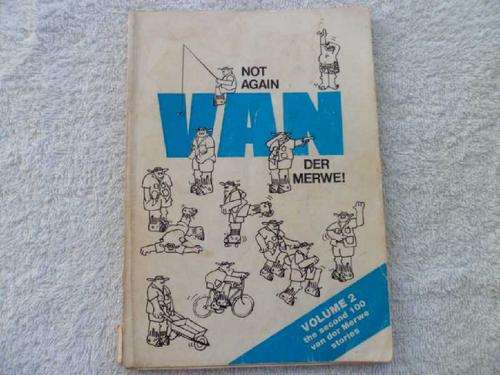 NOT
AGAIN
VAN
DER
MERWE!
VOLUME 2
the second 100
van der Merwe
stories